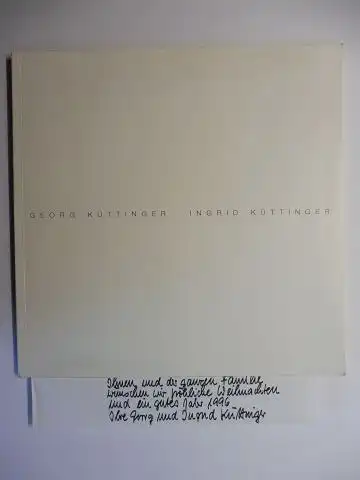 GEORG KÜTTINGER INGRID KÜTTINGER
Ihnen und der ganzen Familie
wünschen wir fröhliche Weihnachten
und ein gutes Jahr 1996
Ihre Georg und Ingrid Küttinger